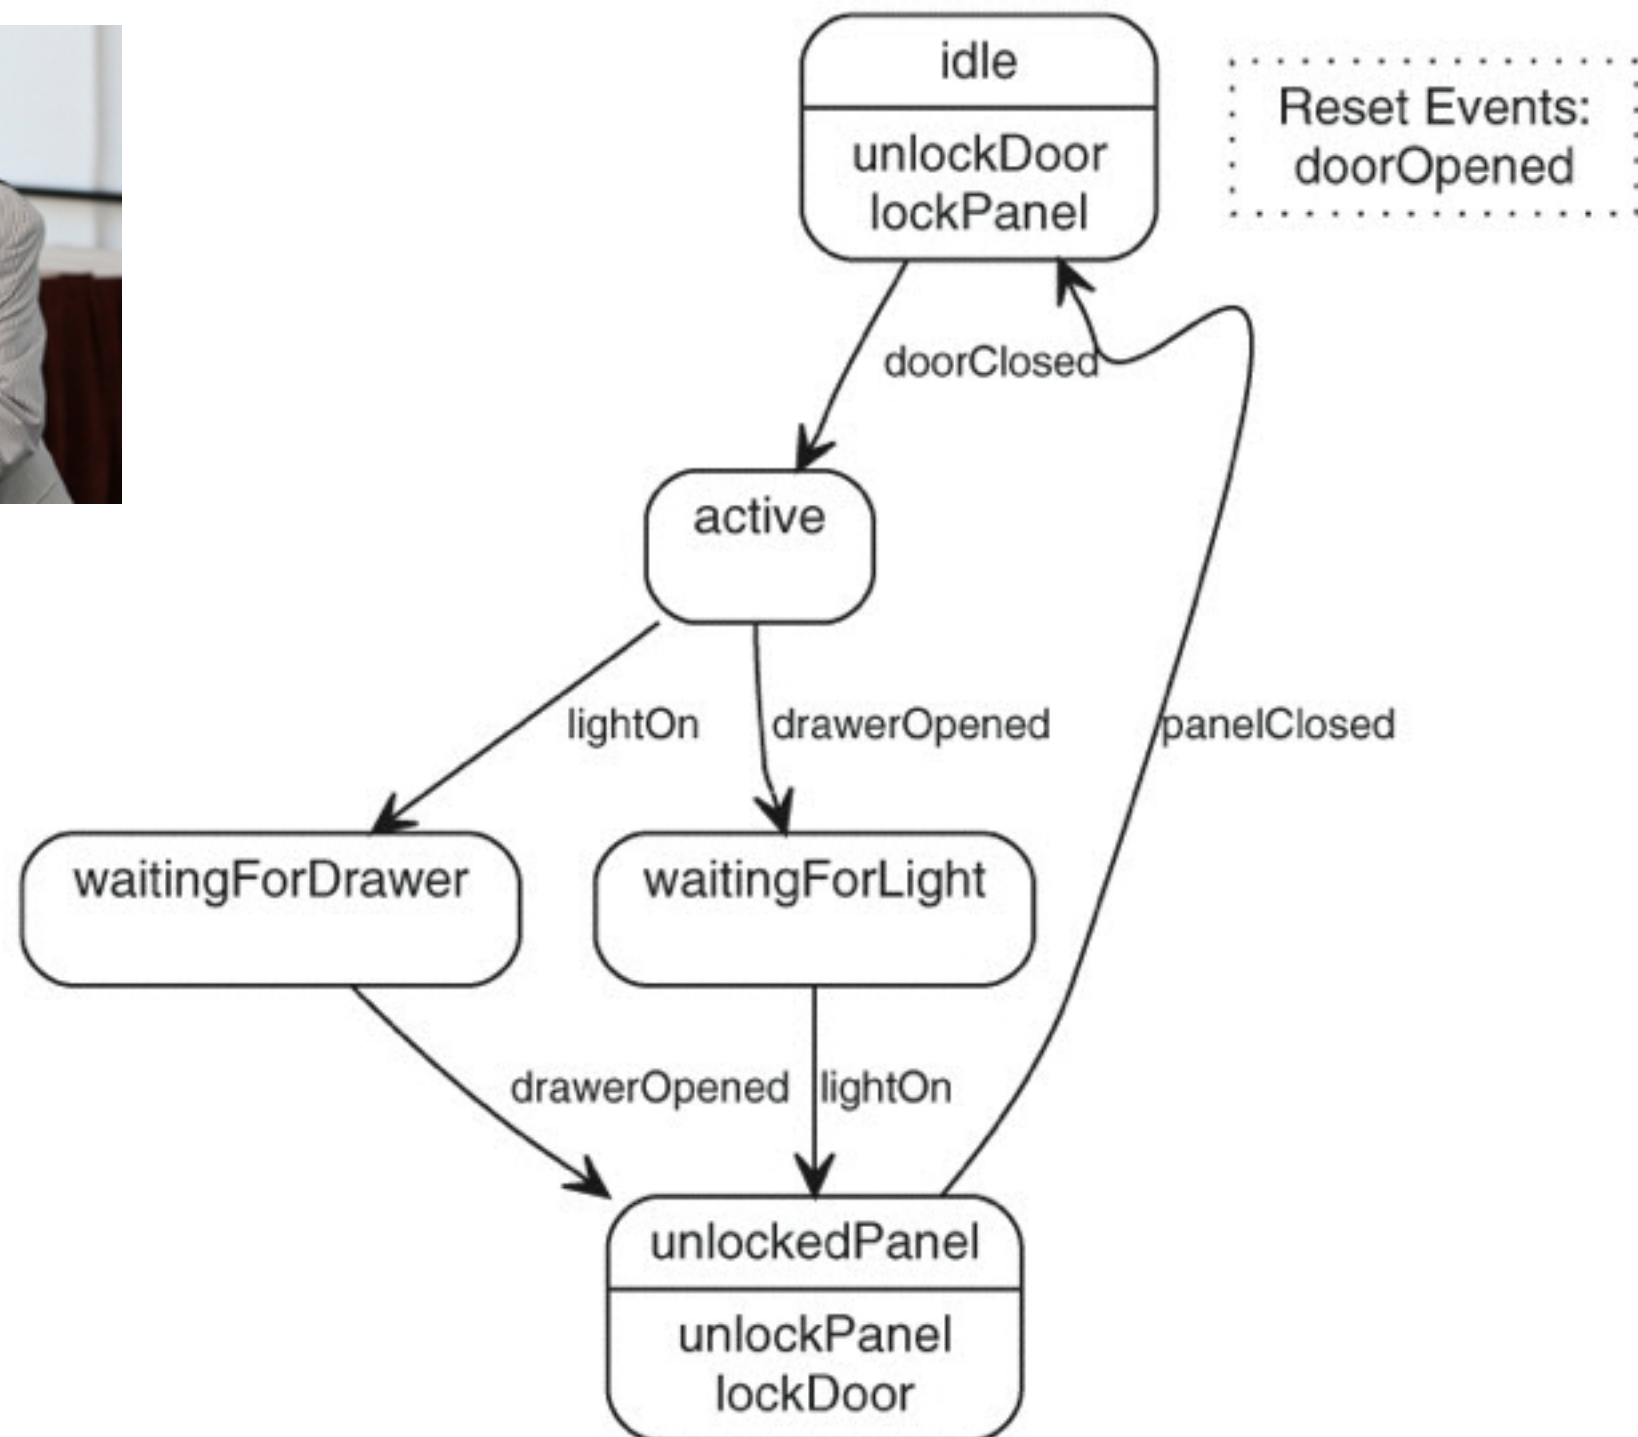 idle
unlockDoor
lockPanel
Reset Events:
doorOpened
doorClosed
active
lightOn
drawerOpened
panelClosed
waitingForDrawer
waitingForLight
drawerOpened
lightOn
unlockedPanel
unlockPanel
lockDoor